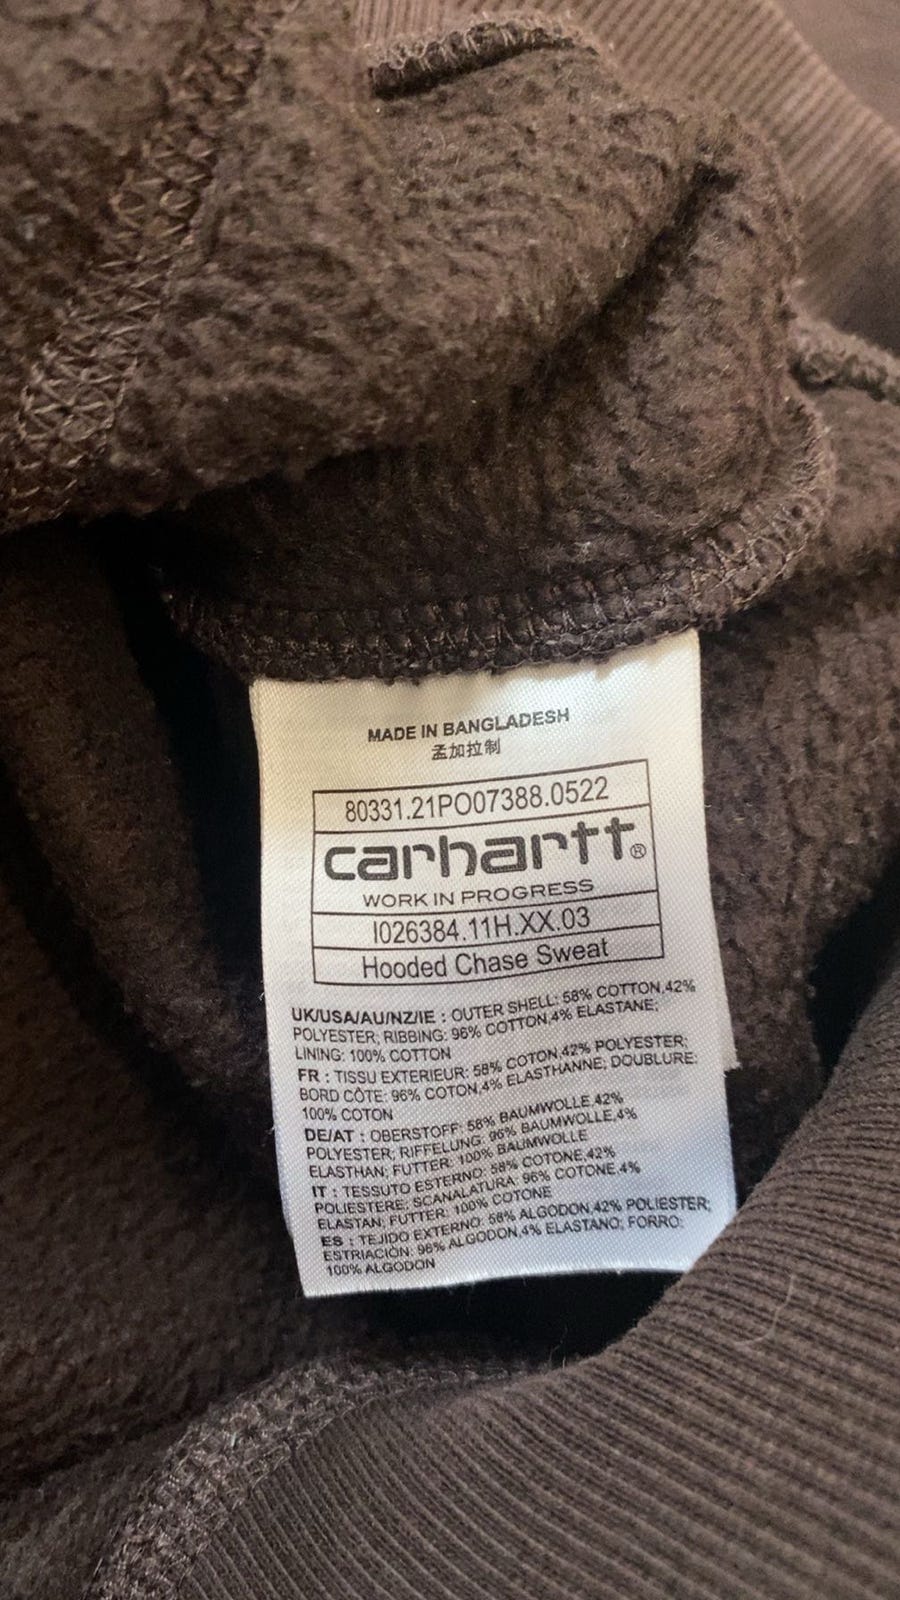 MADE IN BANGLADESH
孟加拉制
80331.21PO07388.0522
carhartt®
WORK IN PROGRESS
I026384.11H.XX.03
Hooded Chase Sweat
UK/USA/AU/NZ/IE : OUTER SHELL: 58% COTTON,42%
POLYESTER; RIBBING: 96% COTTON,4% ELASTANE;
LINING: 100% COTTON
FR : TISSU EXTERIEUR: 58% COTON,42% POLYESTER;
BORD CÔTE: 96% COTON,4% ELASTHANNE; DOUBLURE:
100% COTON
DE/AT : OBERSTOFF: 58% BAUMWOLLE,42%
POLYESTER; RIFFELUNG: 96% BAUMWOLLE,4%
ELASTHAN; FUTTER: 100% BAUMWOLLE
IT : TESSUTO ESTERNO: 58% COTONE,42%
POLIESTERE; SCANALATURA: 96% COTONE,4%
ELASTAN; FUTTER: 100% COTONE
ES : TEJIDO EXTERNO: 58% ALGODON,42% POLIESTER;
ESTRIACIÓN: 96% ALGODON,4% ELASTANO; FORRO:
100% ALGODON